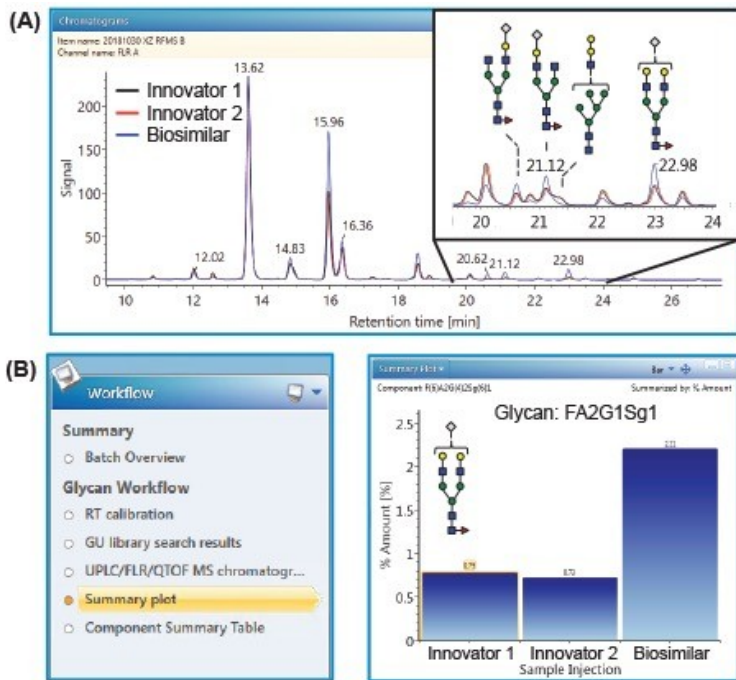 (A)
Chromatograms
Item name: 20181030 XZ RFMS B
Channel name: FLR A
Innovator 1
Innovator 2
Biosimilar
Signal
200
150
100
50
0
13.62
15.96
16.36
14.83
12.02
20.62
21.12
22.98
10
12
14
16
18
20
22
24
26
Retention time [min]
21.12
22.98
20
21
22
23
24
(B)
Workflow
Summary
Batch Overview
Glycan Workflow
RT calibration
GU library search results
UPLC/FLR/QTOF MS chromatogr...
Summary plot
Component Summary Table
Summary Plot
Bar
Summarized by: % Amount
Glycan: FA2G1Sg1
% Amount [%]
2.5
2
1.5
1
0.5
0
Innovator 1
Innovator 2
Biosimilar
Sample Injection